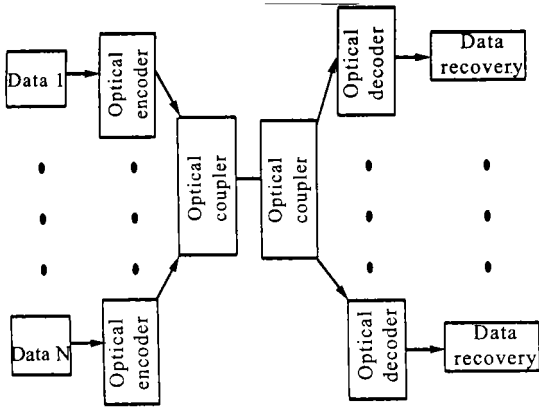 Data 1
Optical
encoder
Optical
coupler
Optical
coupler
Optical
decoder
Data
recovery
Data N
Optical
encoder
Optical
decoder
Data
recovery